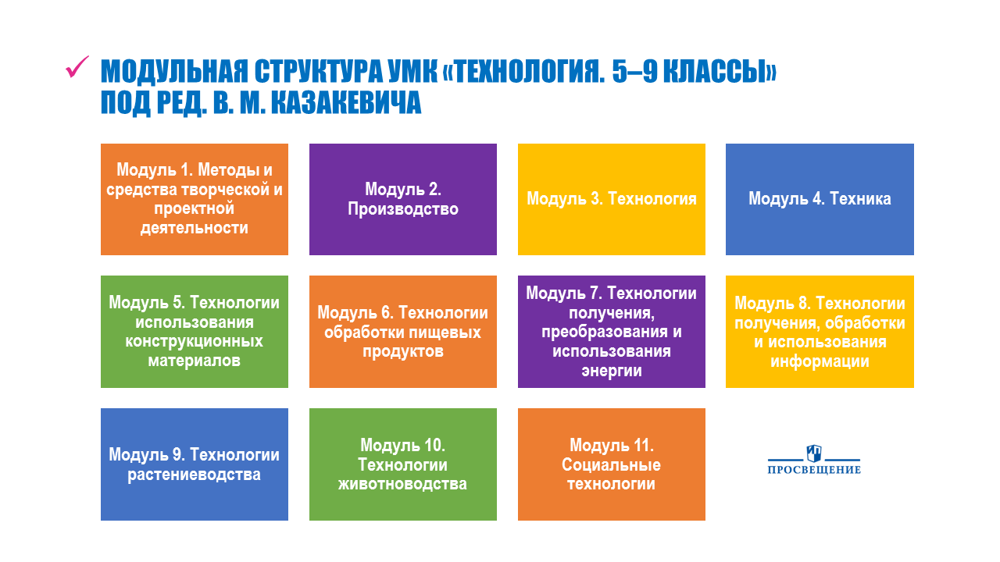 МОДУЛЬНАЯ СТРУКТУРА УМК «ТЕХНОЛОГИЯ. 5–9 КЛАССЫ»
ПОД РЕД. В. М. КАЗАКЕВИЧА
Модуль 1. Методы и
средства творческой и
проектной
деятельности
Модуль 2.
Производство
Модуль 3. Технология
Модуль 4. Техника
Модуль 5. Технологии
использования
конструкционных
материалов
Модуль 6. Технологии
обработки пищевых
продуктов
Модуль 7. Технологии
получения,
преобразования и
использования
энергии
Модуль 8. Технологии
получения, обработки
и использования
информации
Модуль 9. Технологии
растениеводства
Модуль 10.
Технологии
животноводства
Модуль 11.
Социальные
технологии
ПРОСВЕЩЕНИЕ